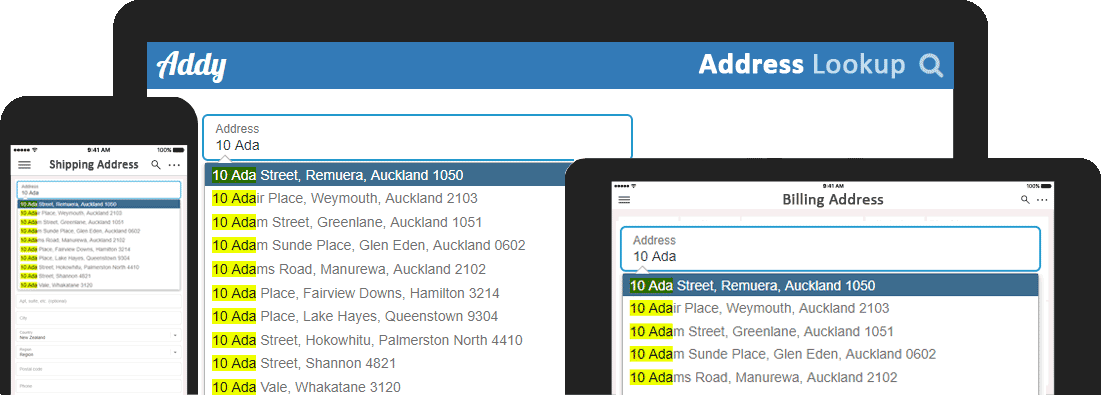 Addy
Address Lookup
Address
10 Ada
10 Ada Street, Remuera, Auckland 1050
10 Adair Place, Weymouth, Auckland 2103
10 Adam Street, Greenlane, Auckland 1051
10 Adam Sunde Place, Glen Eden, Auckland 0602
10 Adams Road, Manurewa, Auckland 2102
10 Ada Place, Fairview Downs, Hamilton 3214
10 Ada Place, Lake Hayes, Queenstown 9304
10 Ada Street, Hokowhitu, Palmerston North 4410
10 Ada Street, Shannon 4821
10 Ada Vale, Whakatane 3120
9:41 AM
100%
Shipping Address
Address
10 Ada
10 Ada Street, Remuera, Auckland 1050
10 Adair Place, Weymouth, Auckland 2103
10 Adam Street, Greenlane, Auckland 1051
10 Adam Sunde Place, Glen Eden, Auckland 0602
10 Adams Road, Manurewa, Auckland 2102
10 Ada Place, Fairview Downs, Hamilton 3214
10 Ada Place, Lake Hayes, Queenstown 9304
10 Ada Street, Hokowhitu, Palmerston North 4410
10 Ada Street, Shannon 4821
10 Ada Vale, Whakatane 3120
Apt, suite, etc. (optional)
City
Country
New Zealand
Region
Region
Postal code
Phone
9:41 AM
100%
Billing Address
Address
10 Ada
10 Ada Street, Remuera, Auckland 1050
10 Adair Place, Weymouth, Auckland 2103
10 Adam Street, Greenlane, Auckland 1051
10 Adam Sunde Place, Glen Eden, Auckland 0602
10 Adams Road, Manurewa, Auckland 2102